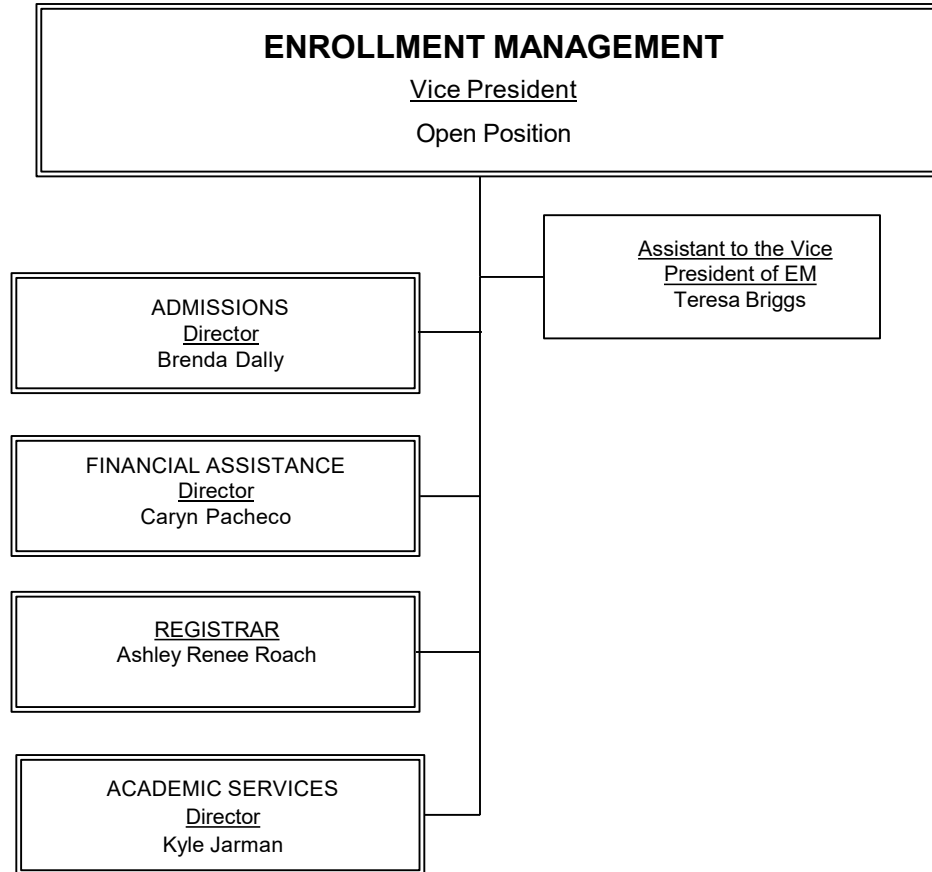 ENROLLMENT MANAGEMENT
Vice President
Open Position
Assistant to the Vice
President of EM
Teresa Briggs
ADMISSIONS
Director
Brenda Dally
FINANCIAL ASSISTANCE
Director
Caryn Pacheco
REGISTRAR
Ashley Renee Roach
ACADEMIC SERVICES
Director
Kyle Jarman